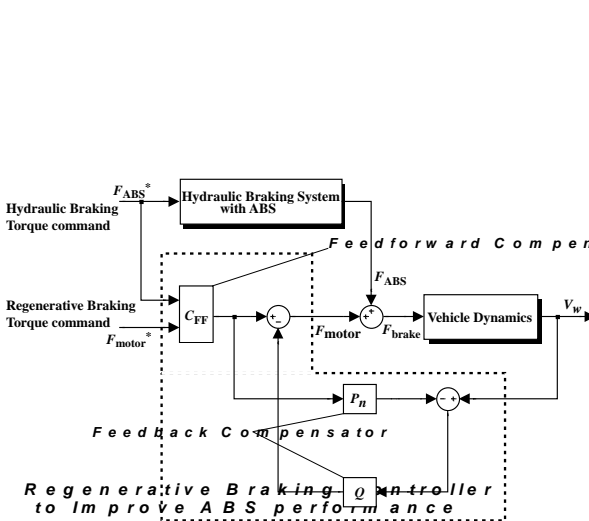 F_ABS*
Hydraulic Braking System
with ABS
Hydraulic Braking
Torque command
Feedforward Compen
F_ABS
Regenerative Braking
Torque command
F_motor*
C_FF
+
-
F_motor
+
+
F_brake
Vehicle Dynamics
V_w
P_n
- +
Feedback Compensator
Q
Regenerative Braking Controller
to Improve ABS performance